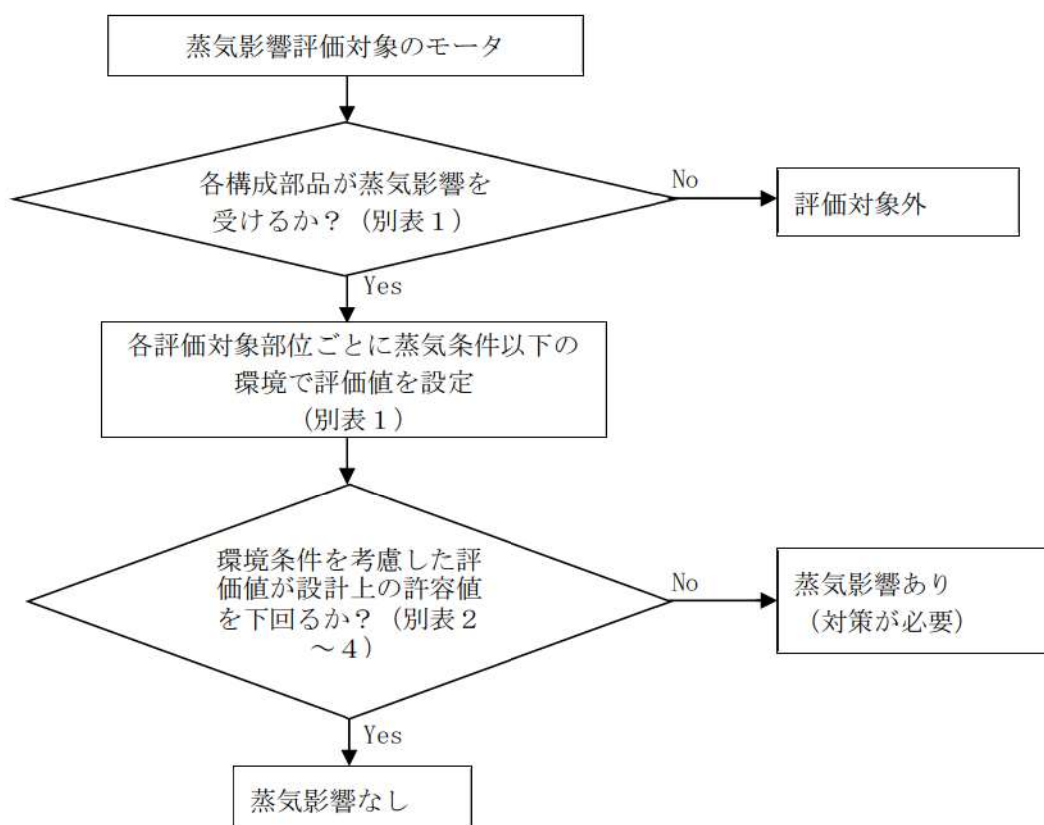 蒸気影響評価対象のモータ
各構成部品が蒸気影響を
受けるか？（別表１）
No
評価対象外
Yes
各評価対象部位ごとに蒸気条件以下の
環境で評価値を設定
（別表１）
環境条件を考慮した評
価値が設計上の許容値
を下回るか？（別表２
～４）
No
蒸気影響あり
（対策が必要）
Yes
蒸気影響なし